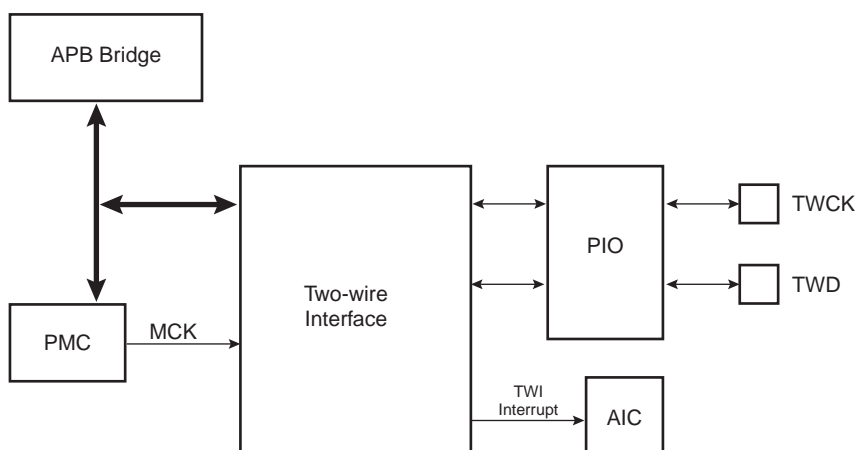 APB Bridge
TWCK
PIO
TWD
Two-wire
Interface
PMC
MCK
TWI
Interrupt
AIC